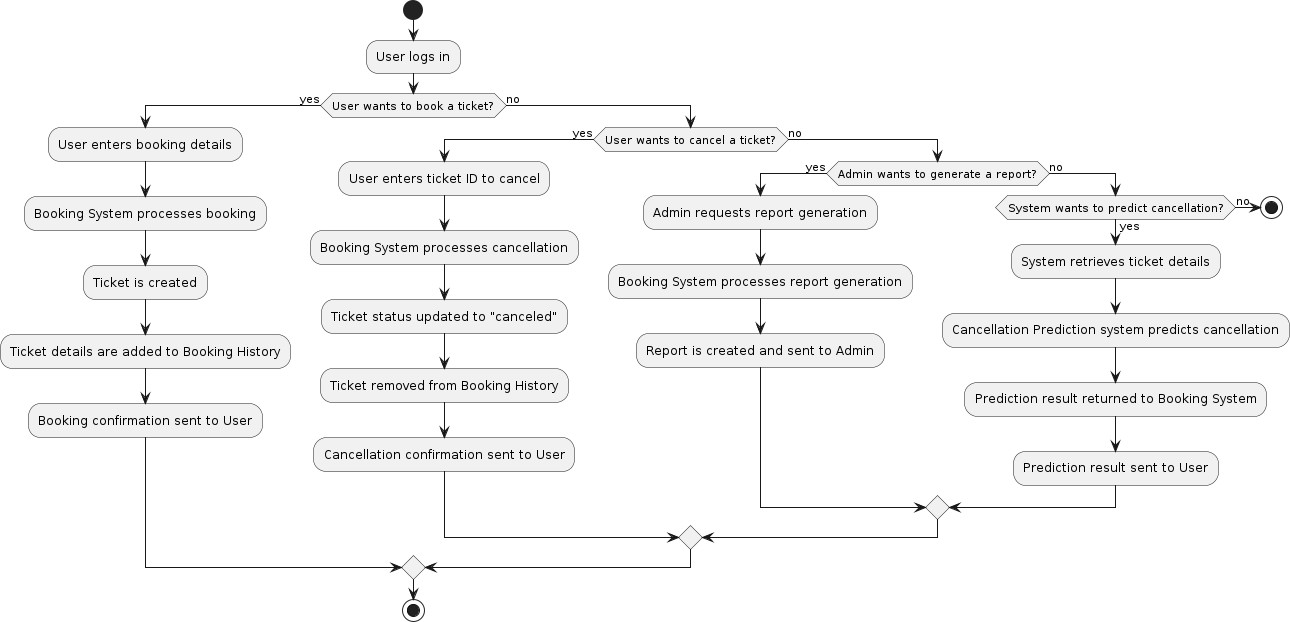 User logs in
yes
User wants to book a ticket?
no
User enters booking details
Booking System processes booking
Ticket is created
Ticket details are added to Booking History
Booking confirmation sent to User
yes
User wants to cancel a ticket?
no
User enters ticket ID to cancel
Booking System processes cancellation
Ticket status updated to "canceled"
Ticket removed from Booking History
Cancellation confirmation sent to User
yes
Admin wants to generate a report?
no
Admin requests report generation
Booking System processes report generation
Report is created and sent to Admin
System wants to predict cancellation?
no
yes
System retrieves ticket details
Cancellation Prediction system predicts cancellation
Prediction result returned to Booking System
Prediction result sent to User